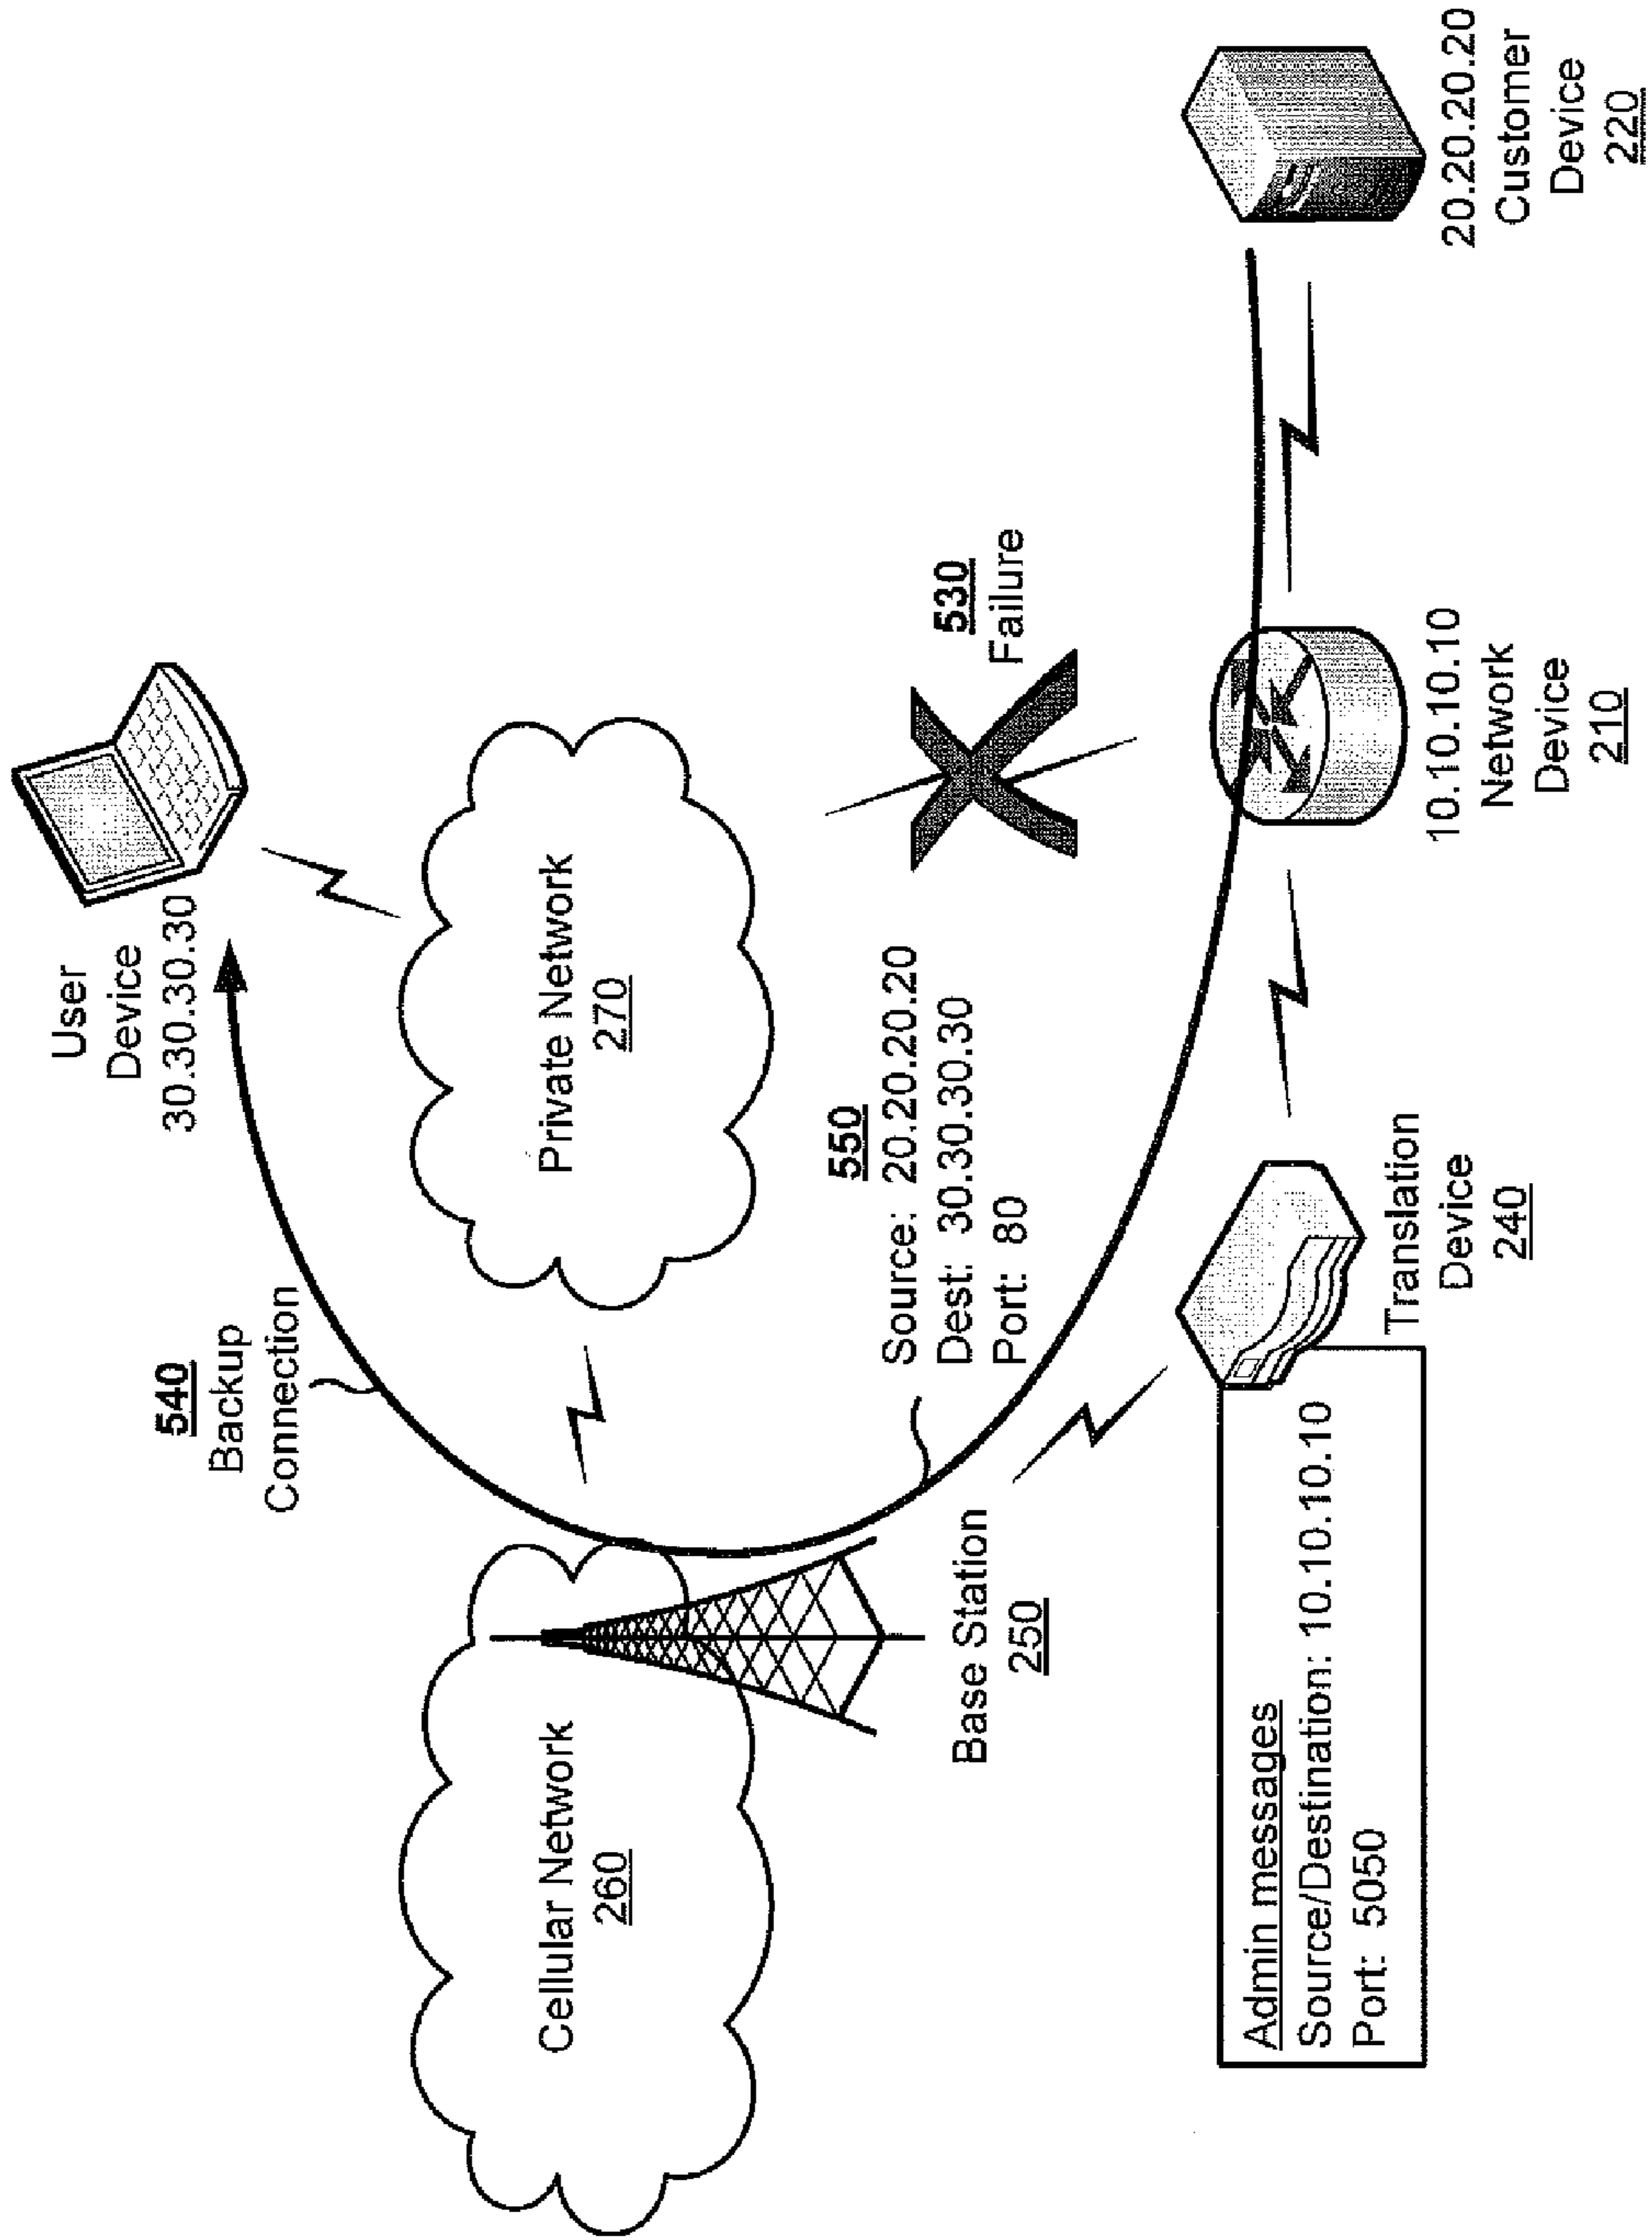 User
Device
30.30.30.30
540
Backup
Connection
Cellular Network
260
Private Network
270
530
Failure
550
Source: 20.20.20.20
Dest: 30.30.30.30
Port: 80
Base Station
250
Admin messages
Source/Destination: 10.10.10.10
Port: 5050
Translation
Device
240
10.10.10.10
Network
Device
210
20.20.20.20
Customer
Device
220